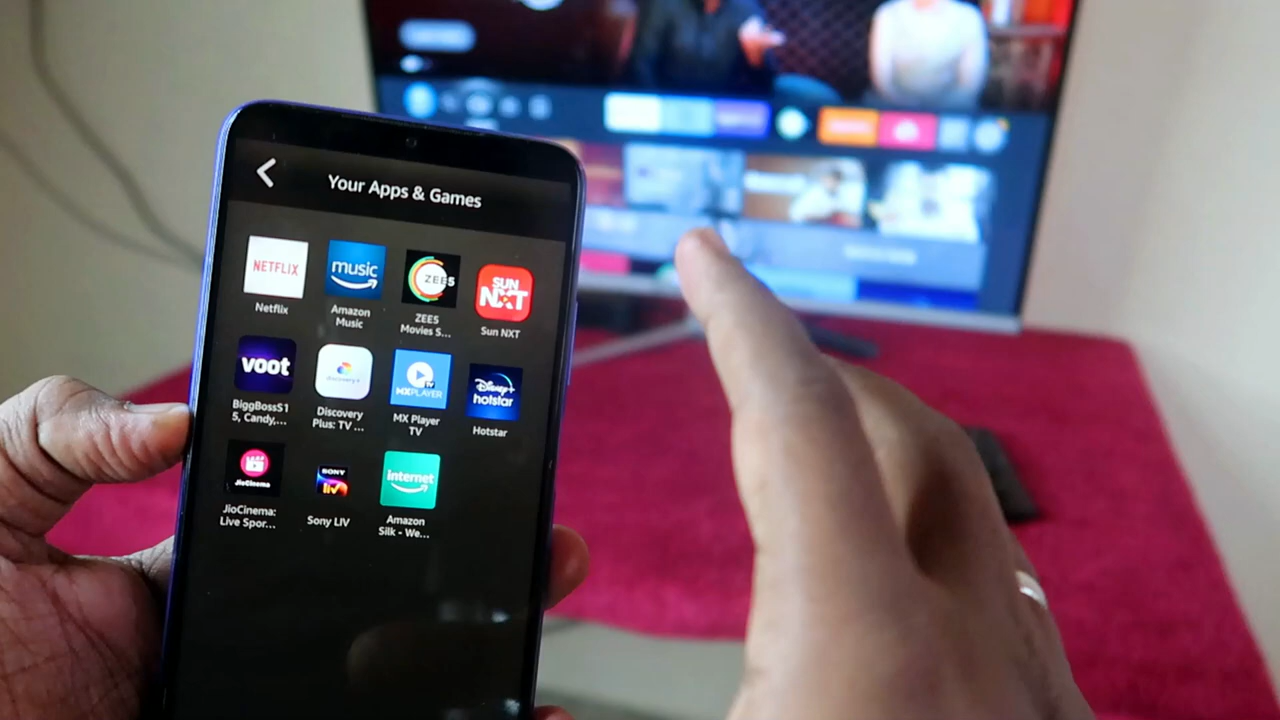 Your Apps & Games
NETFLIX
Netflix
music
Amazon
Music
ZEE5
ZEE5
Movies S...
SUN
NXT
Sun NXT
voot
BiggBossS1
5, Candy,...
discovery+
Discovery
Plus: TV ...
TV
MXPLAYER
MX Player
TV
Disney+
hotstar
Hotstar
JioCinema
JioCinema:
Live Spor...
SONY
liv
Sony LIV
internet
Amazon
Silk - We...